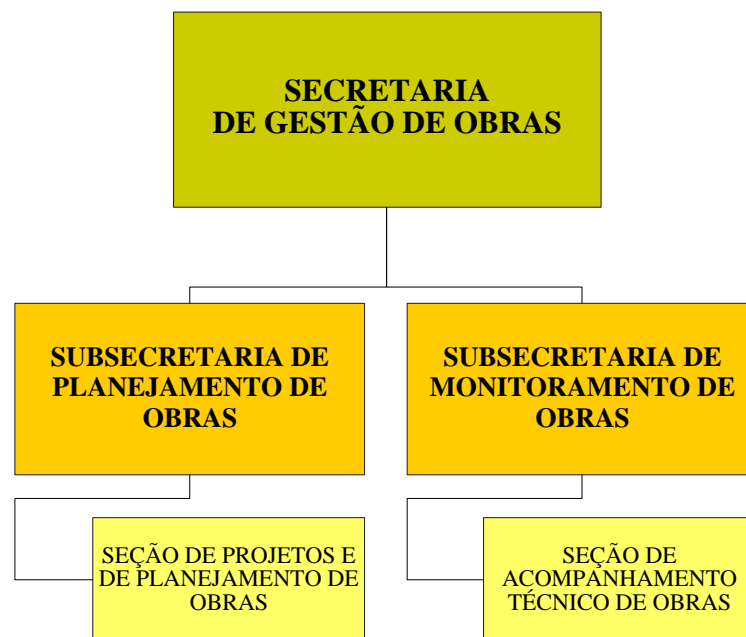 SECRETARIA
DE GESTÃO DE OBRAS
SUBSECRETARIA DE
PLANEJAMENTO DE
OBRAS
SUBSECRETARIA DE
MONITORAMENTO DE
OBRAS
SEÇÃO DE PROJETOS E
DE PLANEJAMENTO DE
OBRAS
SEÇÃO DE
ACOMPANHAMENTO
TÉCNICO DE OBRAS